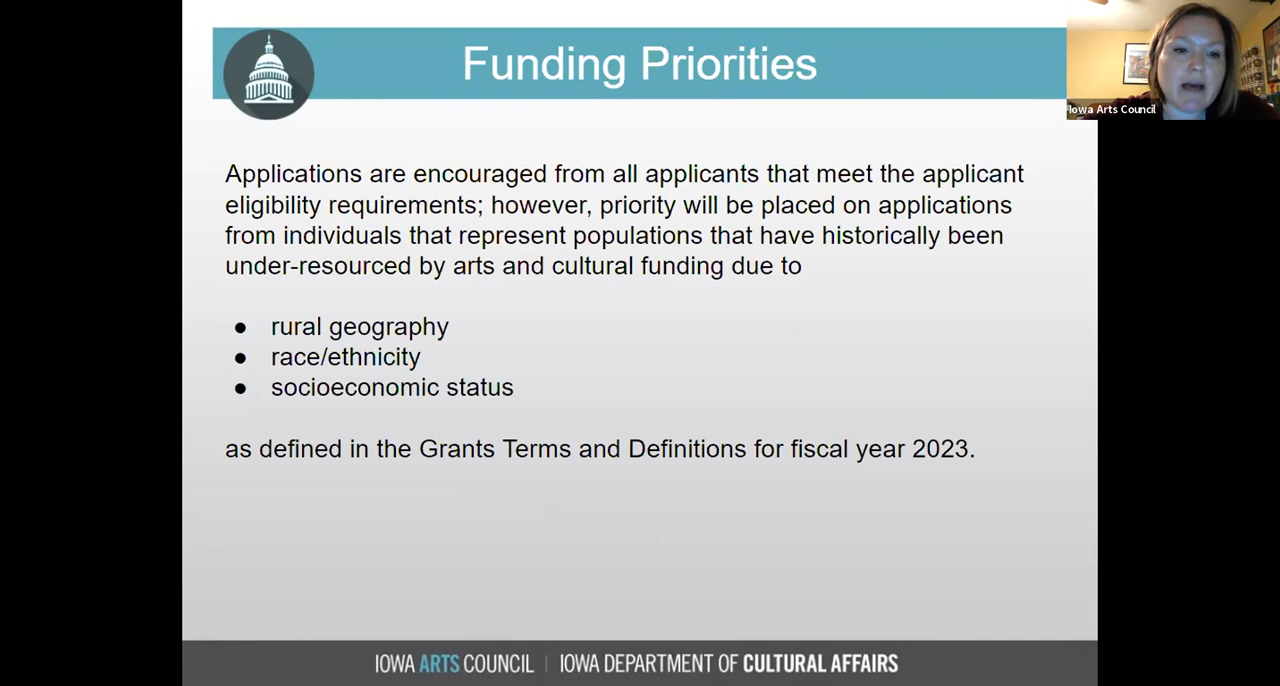 Funding Priorities
Iowa Arts Council
Applications are encouraged from all applicants that meet the applicant
eligibility requirements; however, priority will be placed on applications
from individuals that represent populations that have historically been
under-resourced by arts and cultural funding due to
● rural geography
● race/ethnicity
● socioeconomic status
as defined in the Grants Terms and Definitions for fiscal year 2023.
IOWA ARTS COUNCIL | IOWA DEPARTMENT OF CULTURAL AFFAIRS